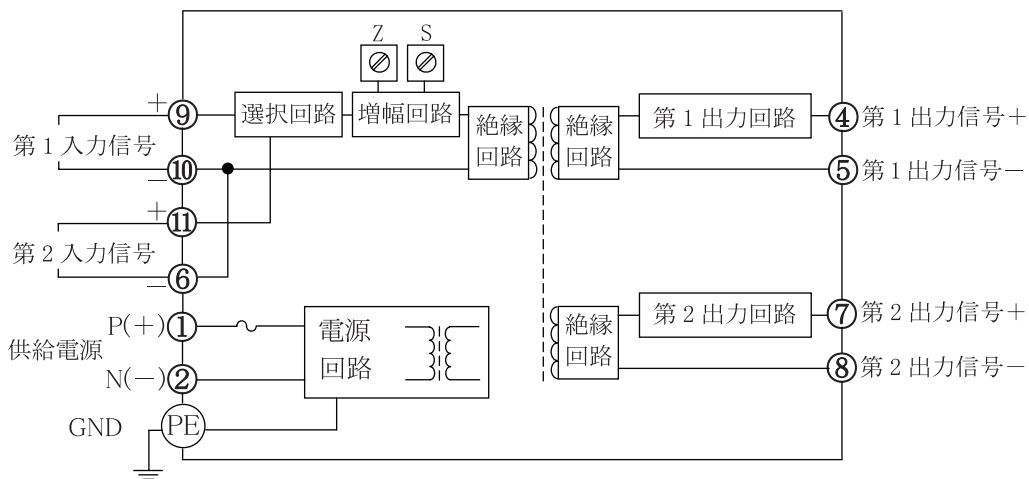 Z
S
+
⑨
選択回路
増幅回路
絶縁
回路
絶縁
回路
第1出力回路
④
第1出力信号+
第1入力信号
−
⑩
⑤
第1出力信号−
+
⑪
第2入力信号
−
⑥
P(+)
①
供給電源
N(−)
②
電源
回路
絶縁
回路
第2出力回路
⑦
第2出力信号+
⑧
第2出力信号−
GND
PE